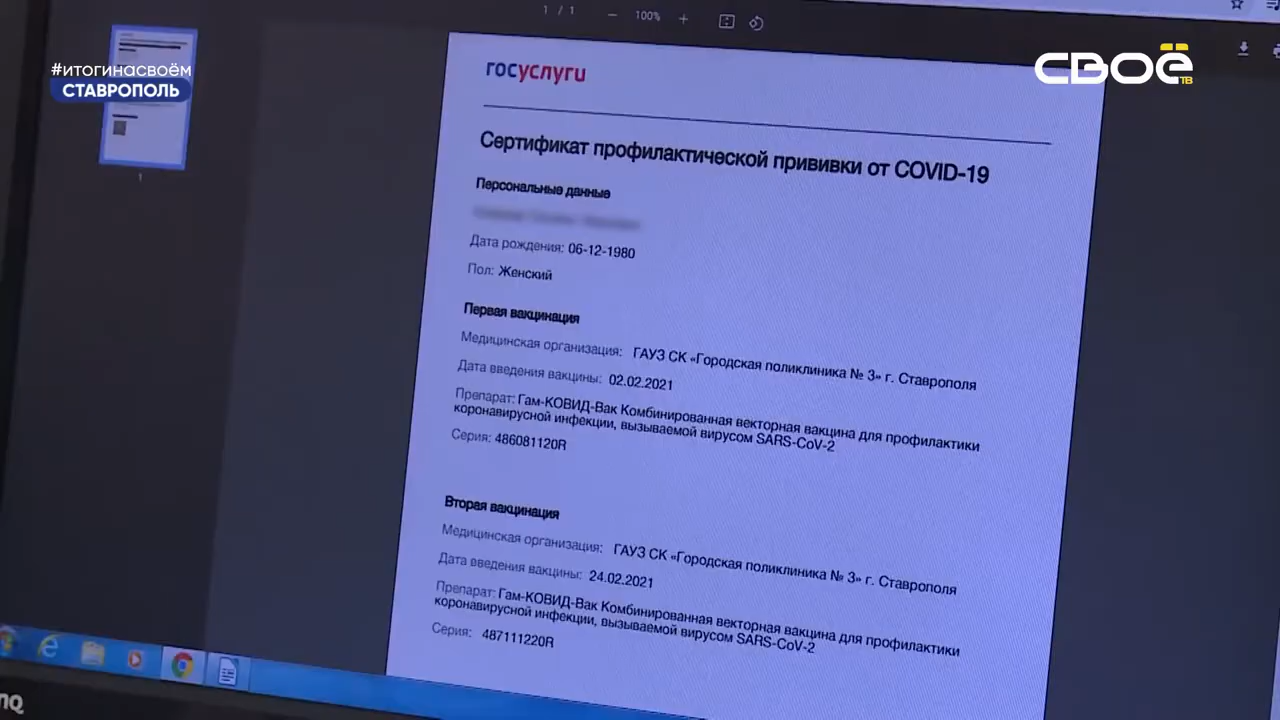 1 / 1
100%
#итогинасвоём
СТАВРОПОЛЬ
СВОЁ
ТВ
1
госуслуги
Сертификат профилактической прививки от COVID-19
Персональные данные
Дата рождения: 06-12-1980
Пол: Женский
Первая вакцинация
Медицинская организация: ГАУЗ СК «Городская поликлиника № 3» г. Ставрополя
Дата введения вакцины: 02.02.2021
Препарат: Гам-КОВИД-Вак Комбинированная векторная вакцина для профилактики
коронавирусной инфекции, вызываемой вирусом SARS-CoV-2
Серия: 486081120R
Вторая вакцинация
Медицинская организация: ГАУЗ СК «Городская поликлиника № 3» г. Ставрополя
Дата введения вакцины: 24.02.2021
Препарат: Гам-КОВИД-Вак Комбинированная векторная вакцина для профилактики
коронавирусной инфекции, вызываемой вирусом SARS-CoV-2
Серия: 487111220R